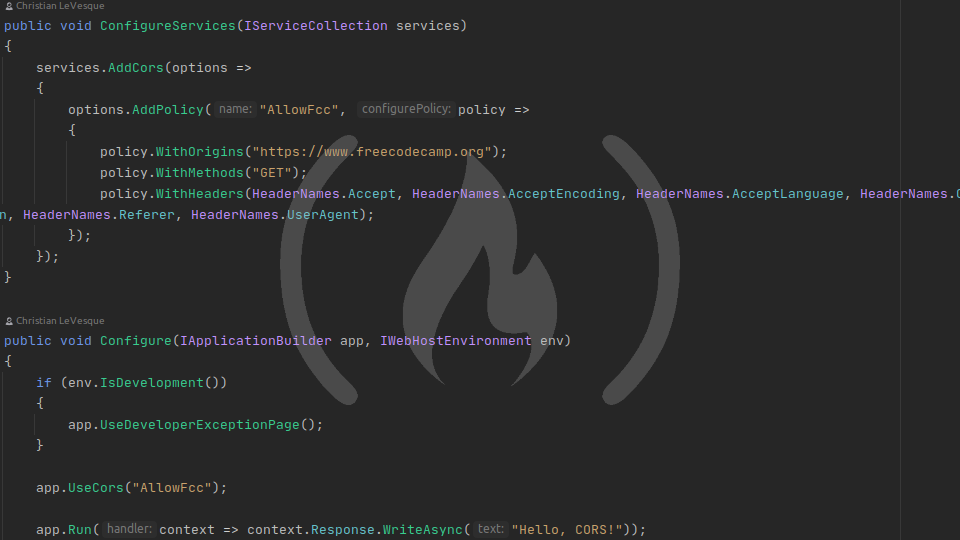 Christian LeVesque
public void ConfigureServices(IServiceCollection services)
{
services.AddCors(options =>
{
options.AddPolicy( name: "AllowFcc", configurePolicy: policy =>
{
policy.WithOrigins("https://www.freecodecamp.org");
policy.WithMethods("GET");
policy.WithHeaders(HeaderNames.Accept, HeaderNames.AcceptEncoding, HeaderNames.AcceptLanguage, HeaderNames.
n, HeaderNames.Referer, HeaderNames.UserAgent);
});
});
}
Christian LeVesque
public void Configure(IApplicationBuilder app, IWebHostEnvironment env)
{
if (env.IsDevelopment())
{
app.UseDeveloperExceptionPage();
}
app.UseCors("AllowFcc");
app.Run( handler: context => context.Response.WriteAsync( text: "Hello, CORS!"));